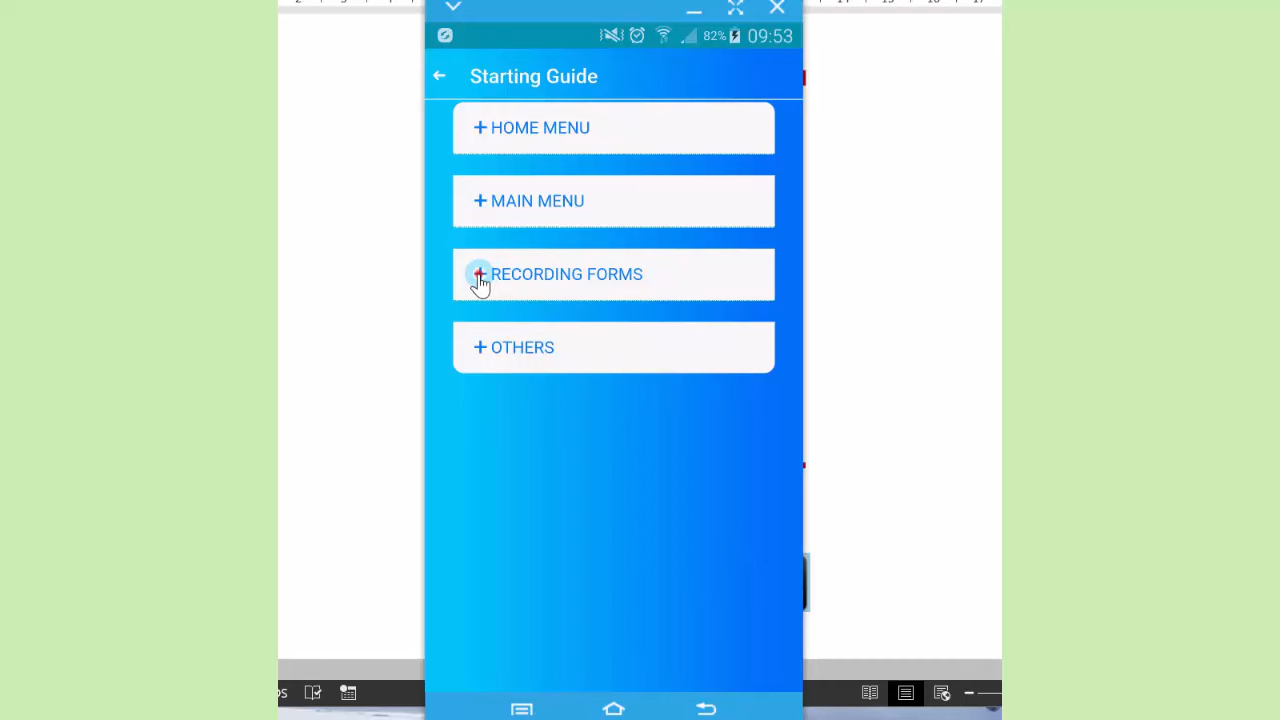 82% 09:53
Starting Guide
+ HOME MENU
+ MAIN MENU
+ RECORDING FORMS
+ OTHERS